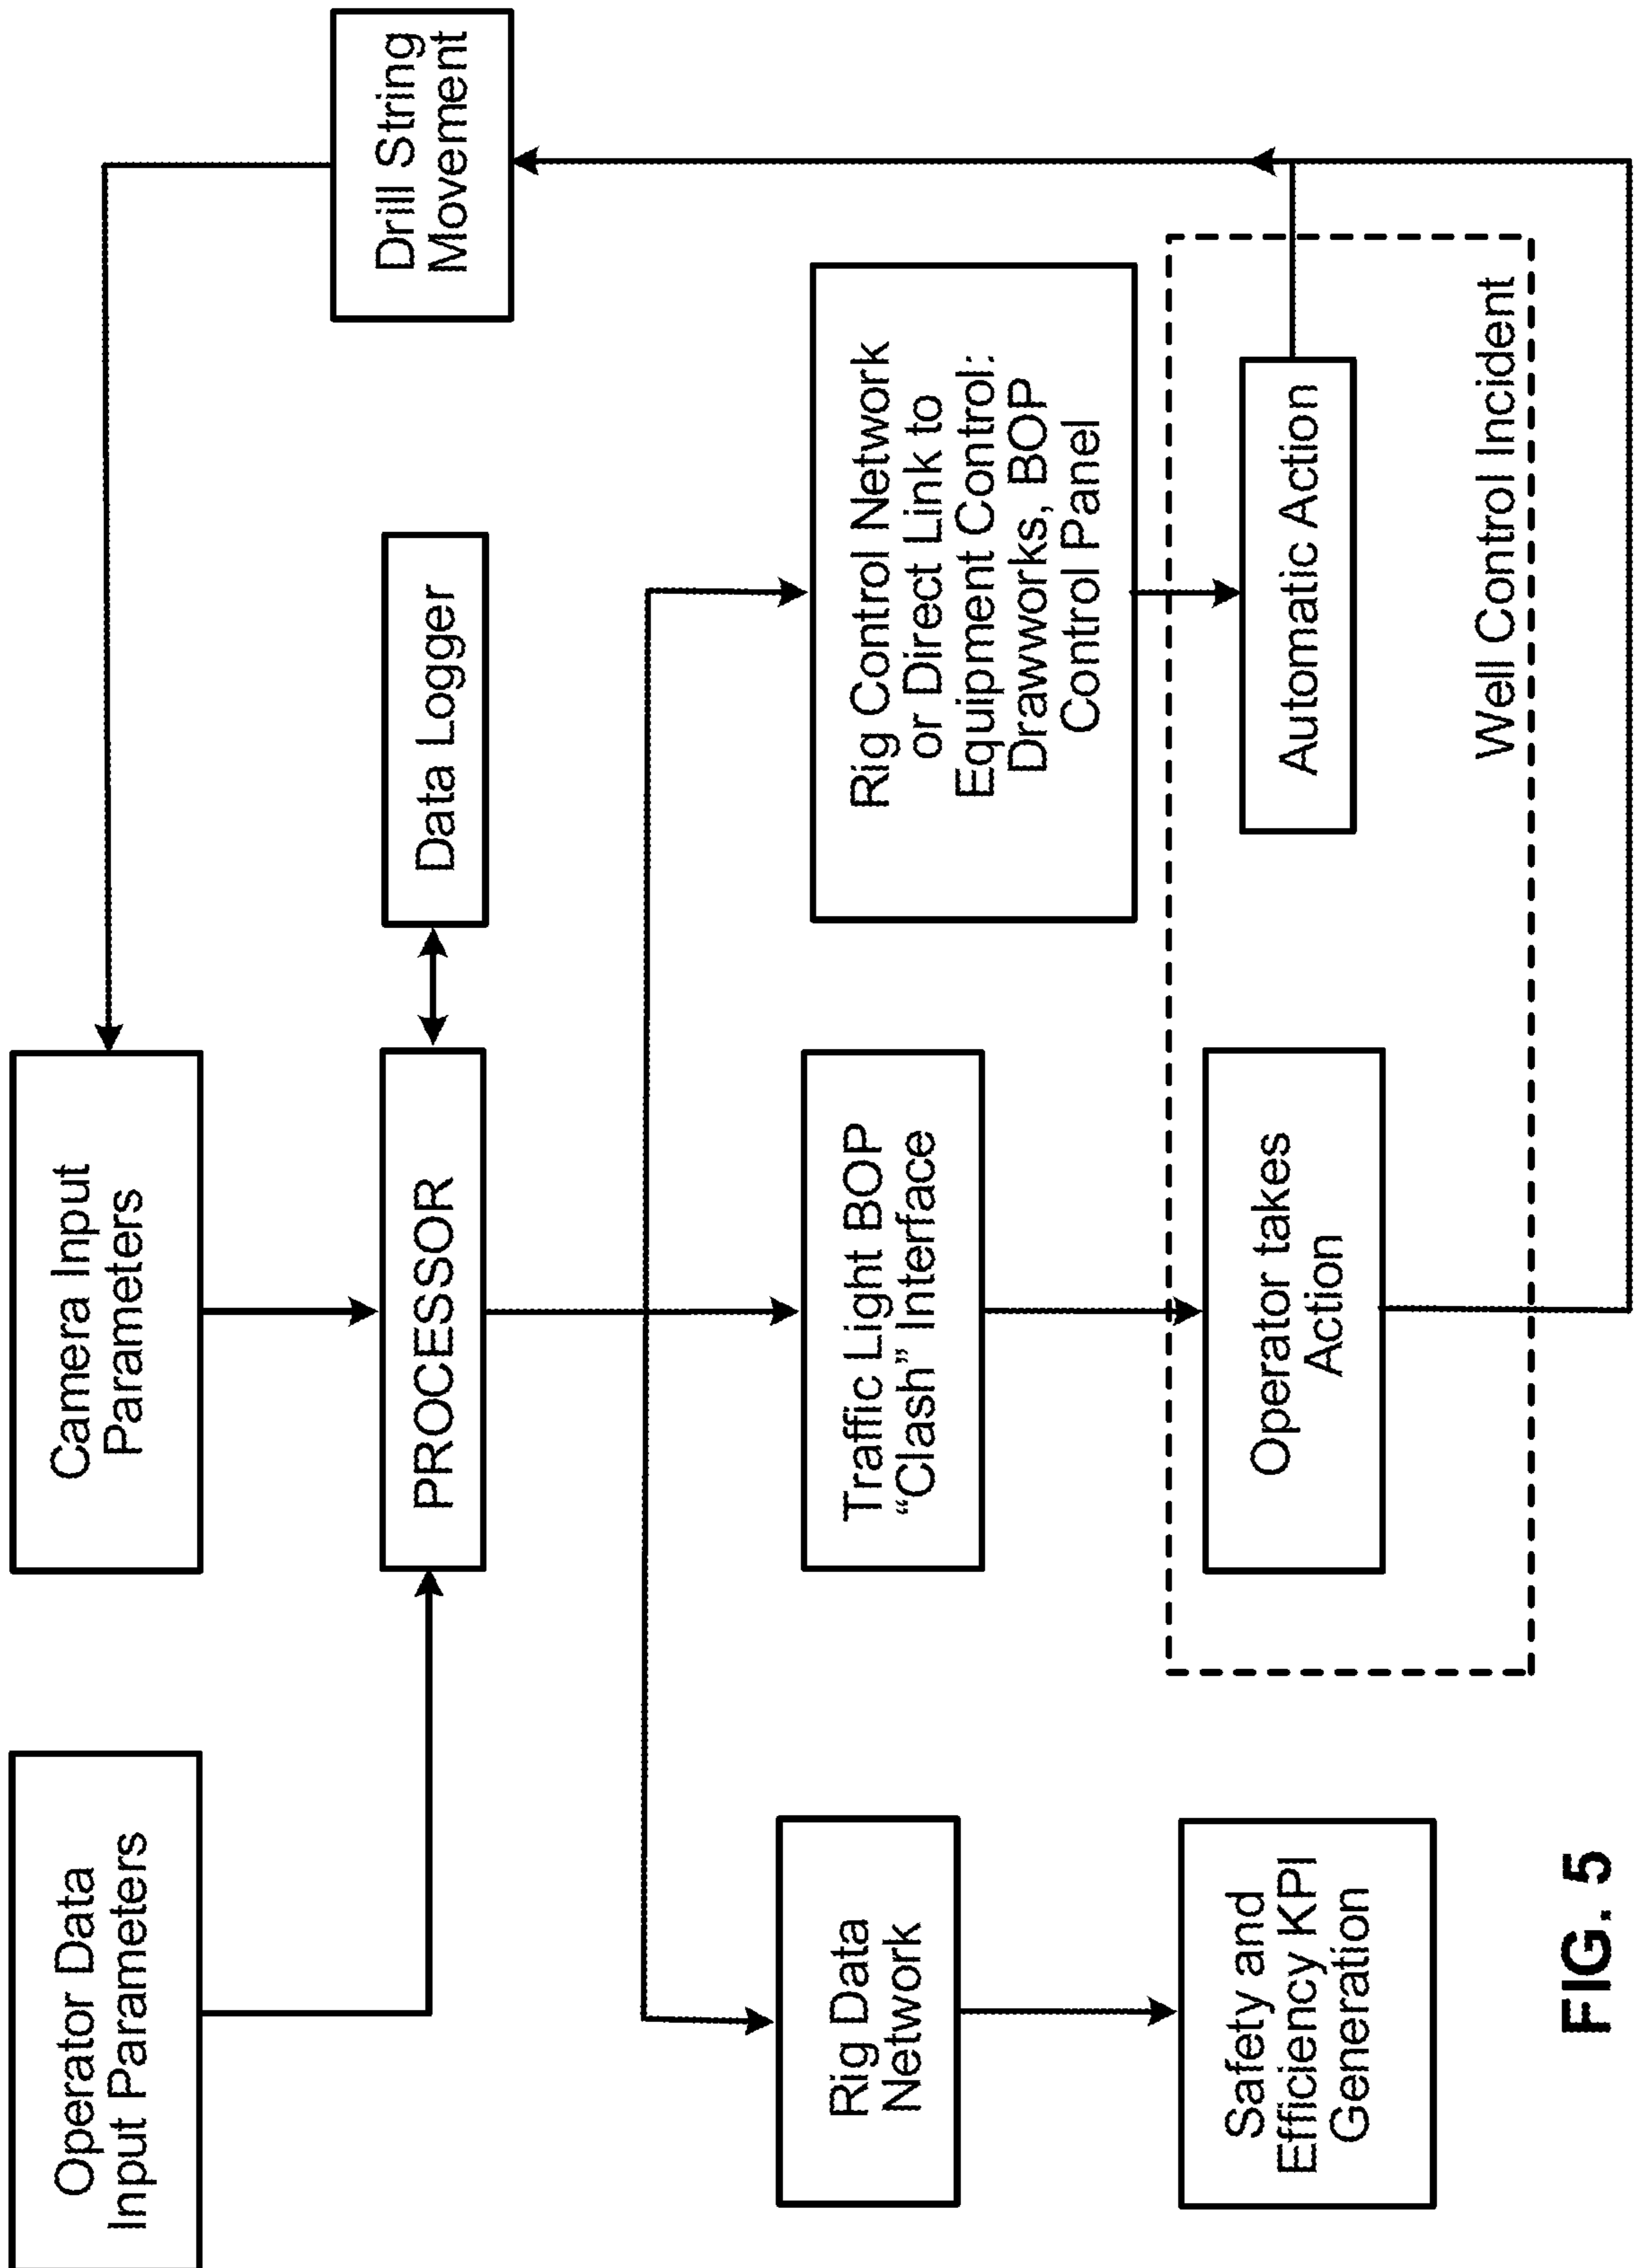 Operator Data
Input Parameters
Camera Input
Parameters
Drill String
Movement
PROCESSOR
Data Logger
Rig Data
Network
Traffic Light BOP
“Clash” Interface
Rig Control Network
or Direct Link to
Equipment Control:
Drawworks, BOP
Control Panel
Safety and
Efficiency KPI
Generation
Operator takes
Action
Automatic Action
Well Control Incident
FIG. 5